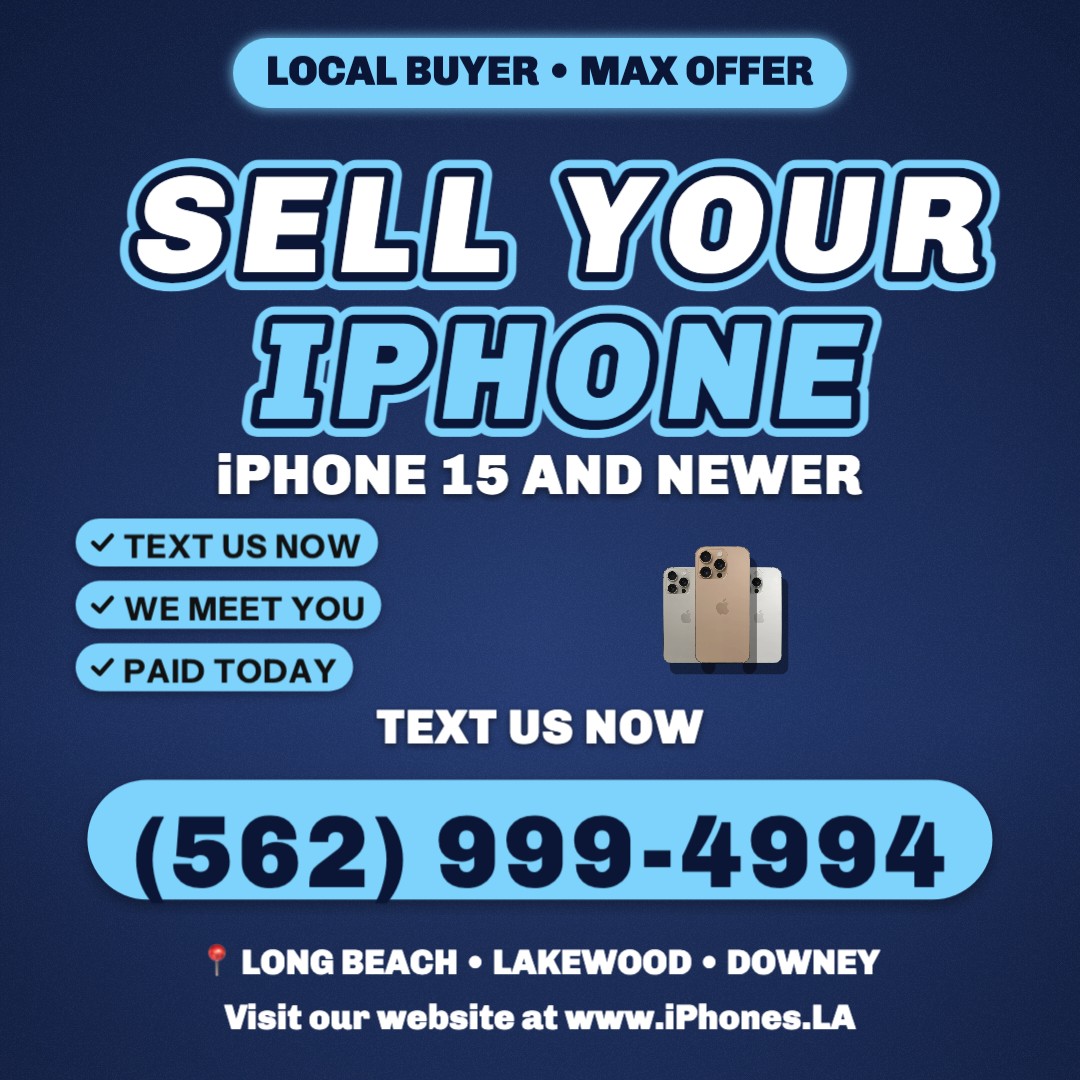 LOCAL BUYER • MAX OFFER
SELL YOUR
IPHONE
iPHONE 15 AND NEWER
✓ TEXT US NOW
✓ WE MEET YOU
✓ PAID TODAY
TEXT US NOW
(562) 999-4994
📍 LONG BEACH • LAKEWOOD • DOWNEY
Visit our website at www.iPhones.LA